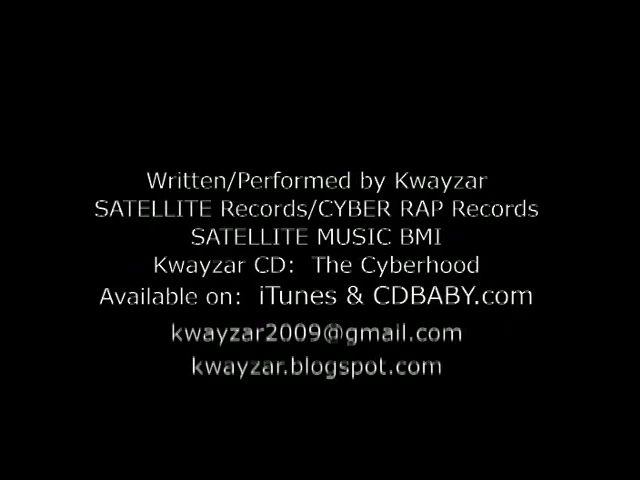 Written/Performed by Kwayzar
SATELLITE Records/CYBER RAP Records
SATELLITE MUSIC BMI
Kwayzar CD: The Cyberhood
Available on: iTunes & CDBABY.com
kwayzar2009@gmail.com
kwayzar.blogspot.com